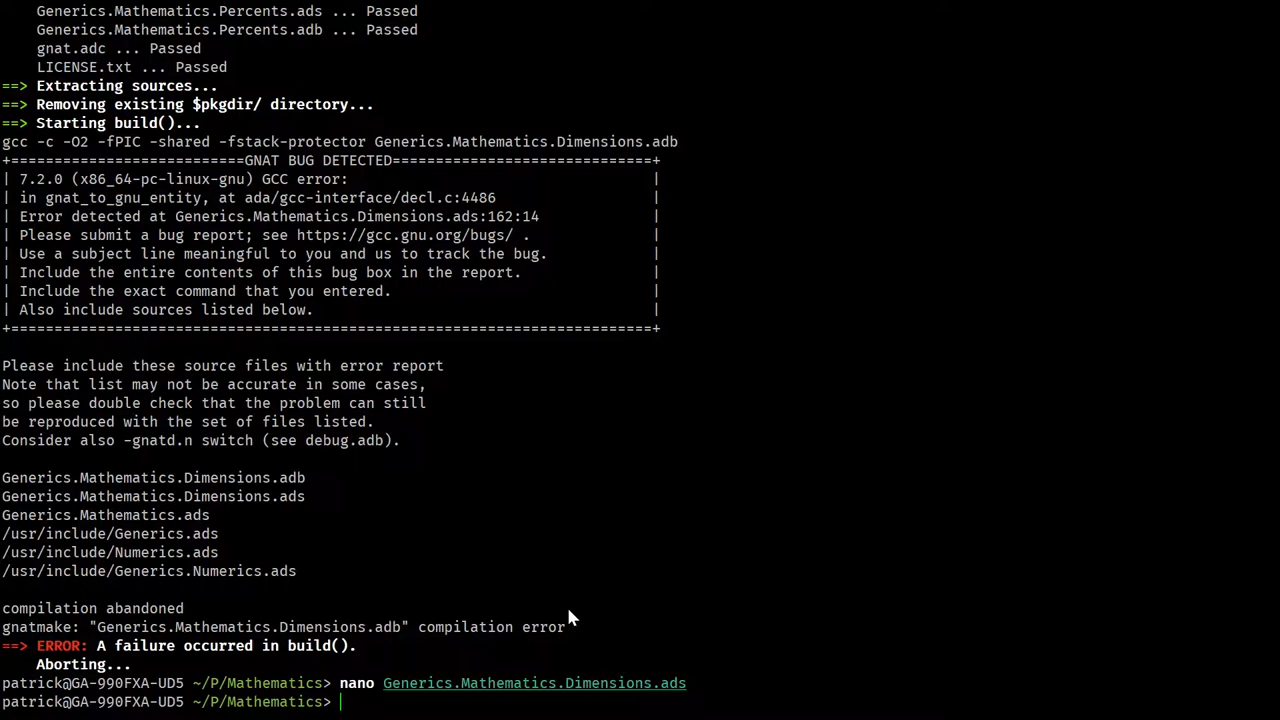 Generics.Mathematics.Percents.ads ... Passed
Generics.Mathematics.Percents.adb ... Passed
gnat.adc ... Passed
LICENSE.txt ... Passed
==> Extracting sources...
==> Removing existing $pkgdir/ directory...
==> Starting build()...
gcc -c -O2 -fPIC -shared -fstack-protector Generics.Mathematics.Dimensions.adb
+==========================GNAT BUG DETECTED==============================+
| 7.2.0 (x86_64-pc-linux-gnu) GCC error:                                   |
| in gnat_to_gnu_entity, at ada/gcc-interface/decl.c:4486                  |
| Error detected at Generics.Mathematics.Dimensions.ads:162:14             |
| Please submit a bug report; see https://gcc.gnu.org/bugs/ .              |
| Use a subject line meaningful to you and us to track the bug.            |
| Include the entire contents of this bug box in the report.               |
| Include the exact command that you entered.                              |
| Also include sources listed below.                                       |
+==========================================================================+
Please include these source files with error report
Note that list may not be accurate in some cases,
so please double check that the problem can still
be reproduced with the set of files listed.
Consider also -gnatd.n switch (see debug.adb).
Generics.Mathematics.Dimensions.adb
Generics.Mathematics.Dimensions.ads
Generics.Mathematics.ads
/usr/include/Generics.ads
/usr/include/Numerics.ads
/usr/include/Generics.Numerics.ads
compilation abandoned
gnatmake: "Generics.Mathematics.Dimensions.adb" compilation error
==> ERROR: A failure occurred in build().
Aborting...
patrick@GA-990FXA-UD5 ~/P/Mathematics> nano Generics.Mathematics.Dimensions.ads
patrick@GA-990FXA-UD5 ~/P/Mathematics>